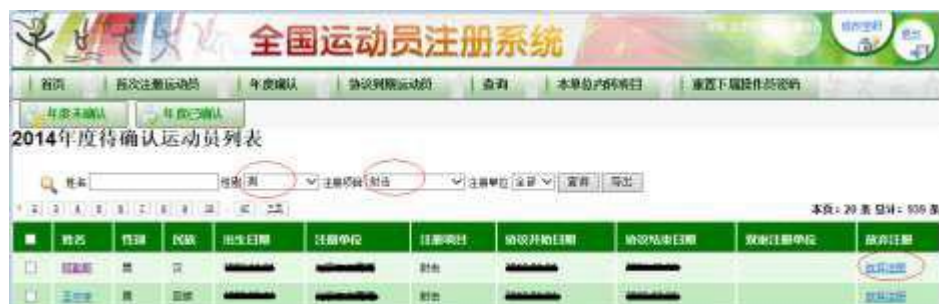 全国运动员注册系统
首页 首次注册运动员 年度确认 协议到期运动员 查询 本单位内转项目 重置下属操作员密码
年度未确认 年度已确认
2014年度待确认运动员列表
姓名 性别 男 注册项目 射击 注册单位 全部 查询 导出
本页:20 条 总计:939 条
姓名 性别 民族 出生日期 注册单位 注册项目 协议开始日期 协议结束日期 双重注册单位 放弃注册
男 汉 射击 放弃注册
男 射击 放弃注册